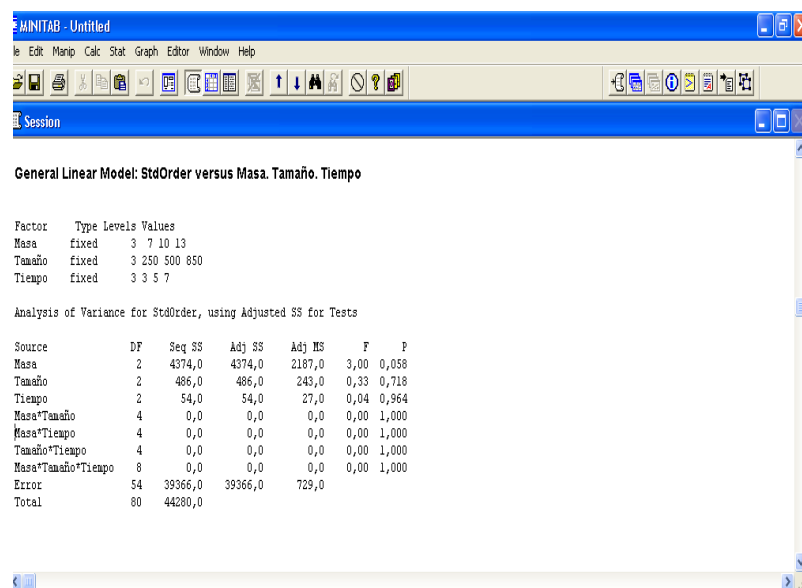 MINITAB - Untitled
le Edit Manip Calc Stat Graph Editor Window Help
Session
General Linear Model: StdOrder versus Masa. Tamaño. Tiempo
Factor Type Levels Values
Masa fixed 3 7 10 13
Tamaño fixed 3 250 500 850
Tiempo fixed 3 3 5 7
Analysis of Variance for StdOrder, using Adjusted SS for Tests
Source DF Seq SS Adj SS Adj MS F P
Masa 2 4374,0 4374,0 2187,0 3,00 0,058
Tamaño 2 486,0 486,0 243,0 0,33 0,718
Tiempo 2 54,0 54,0 27,0 0,04 0,964
Masa*Tamaño 4 0,0 0,0 0,0 0,00 1,000
Masa*Tiempo 4 0,0 0,0 0,0 0,00 1,000
Tamaño*Tiempo 4 0,0 0,0 0,0 0,00 1,000
Masa*Tamaño*Tiempo 8 0,0 0,0 0,0 0,00 1,000
Error 54 39366,0 39366,0 729,0
Total 80 44280,0